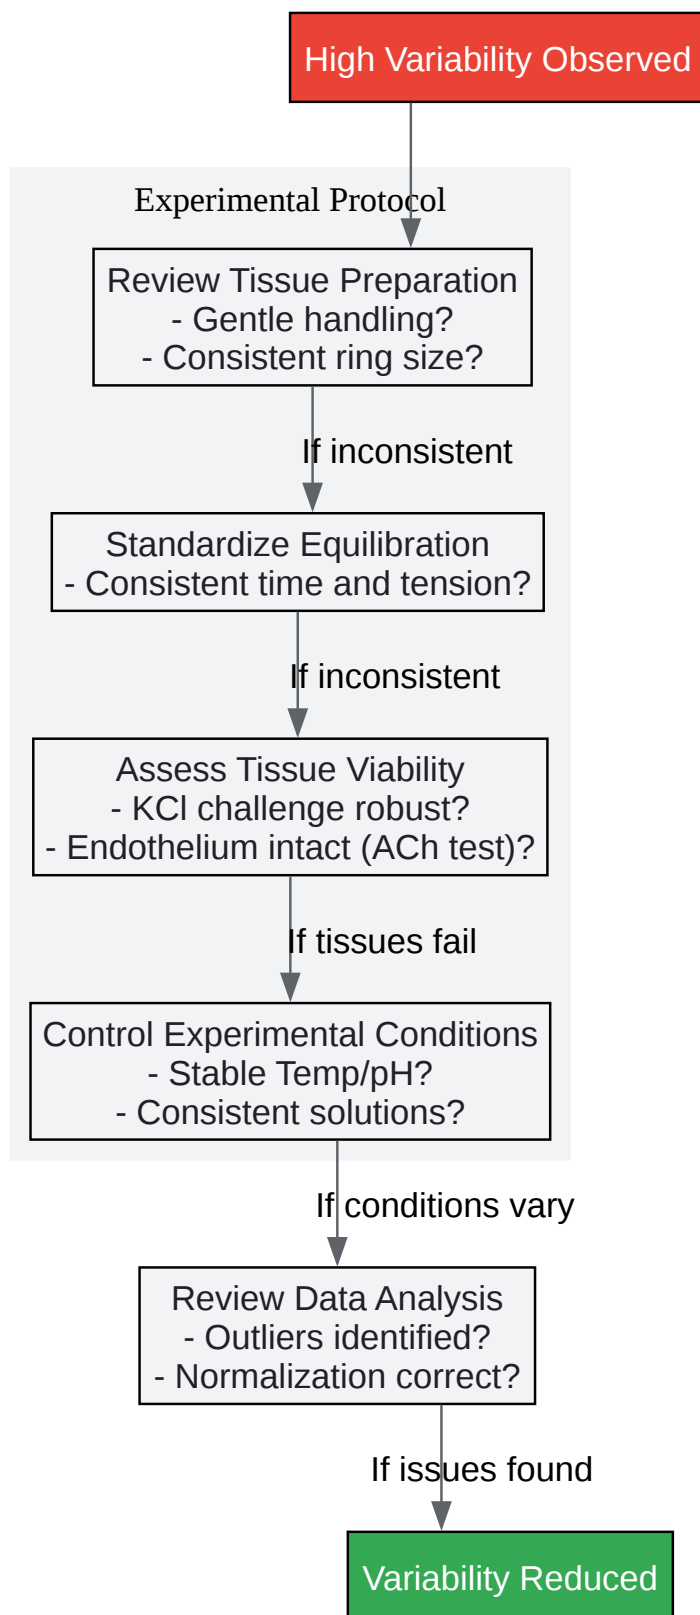 High Variability Observed
Experimental Protocol
Review Tissue Preparation
- Gentle handling?
- Consistent ring size?
If inconsistent
Standardize Equilibration
- Consistent time and tension?
If inconsistent
Assess Tissue Viability
- KCl challenge robust?
- Endothelium intact (ACh test)?
If tissues fail
Control Experimental Conditions
- Stable Temp/pH?
- Consistent solutions?
If conditions vary
Review Data Analysis
- Outliers identified?
- Normalization correct?
If issues found
Variability Reduced